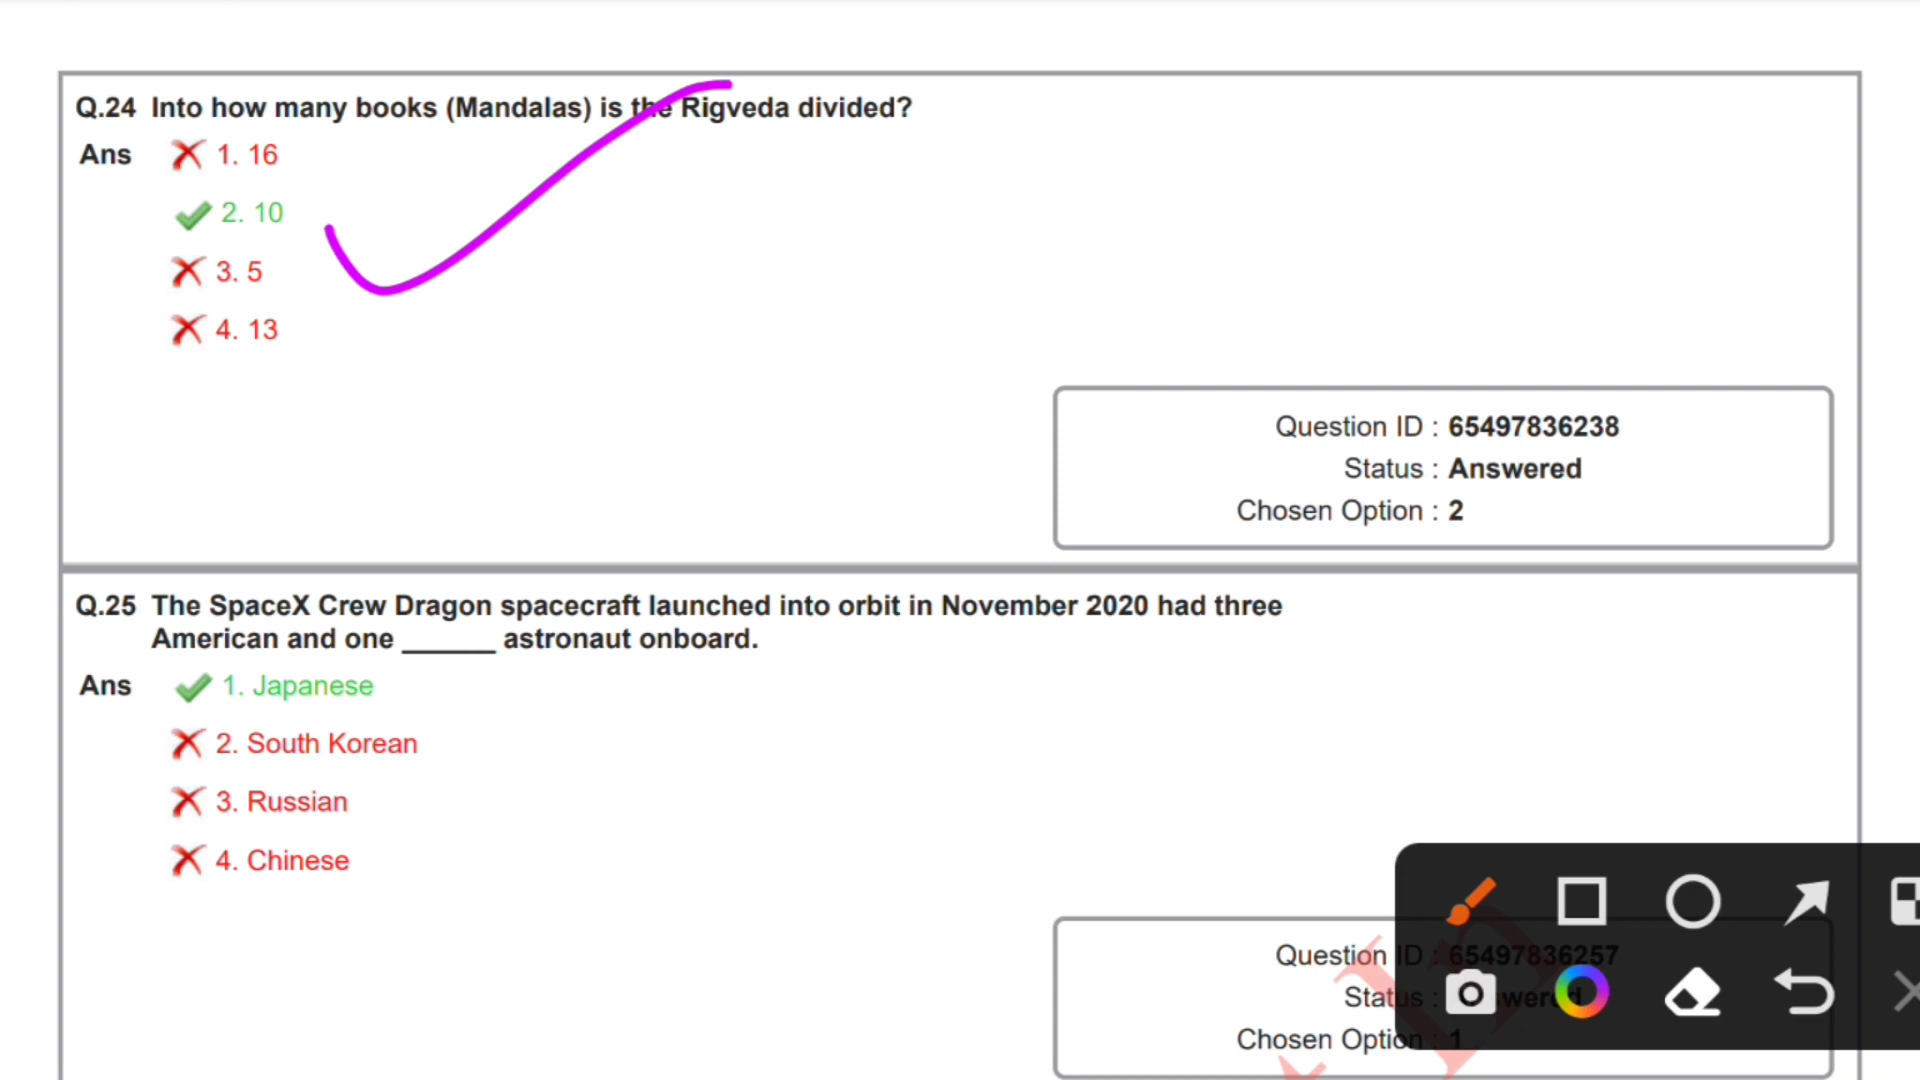 Q.24 Into how many books (Mandalas) is the Rigveda divided?
Ans 1. 16
2. 10
3. 5
4. 13
Question ID : 65497836238
Status : Answered
Chosen Option : 2
Q.25 The SpaceX Crew Dragon spacecraft launched into orbit in November 2020 had three
American and one ______ astronaut onboard.
Ans 1. Japanese
2. South Korean
3. Russian
4. Chinese
Question ID : 65497836257
Status : Answered
Chosen Option : 1